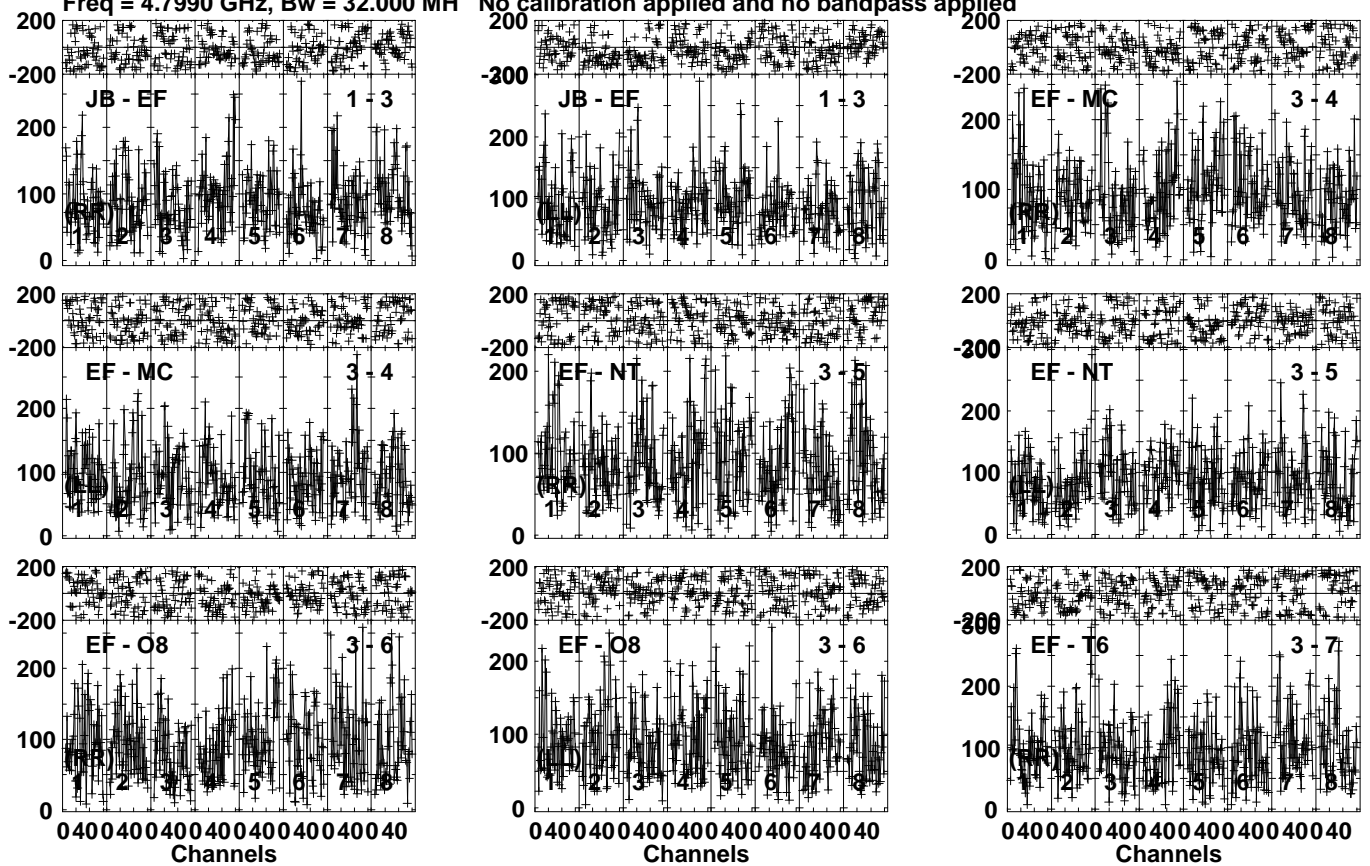 Freq = 4.7990 GHz, Bw = 32.000 MH No calibration applied and no bandpass applied
200 200 200
-200 -200 300 -200
JB - EF 1 - 3 JB - EF 1 - 3 EF - MC 3 - 4
200 200 200
100 100 100
(RR) (LL) (RR)
1 2 3 4 5 6 7 8 1 2 3 4 5 6 7 8 1 2 3 4 5 6 7 8
0 0 0
200 200 200
-200 -200 -200 300
EF - MC 3 - 4 EF - NT 3 - 5 EF - NT 3 - 5
200 200 200
100 100 100
(LL) (RR) (LL)
1 2 3 4 5 6 7 8 1 2 3 4 5 6 7 8 1 2 3 4 5 6 7 8
0 0 0
200 200 200
-200 -200 -200 300
EF - O8 3 - 6 EF - O8 3 - 6 EF - T6 3 - 7
200 200 200
100 100 100
(RR) (LL) (RR)
1 2 3 4 5 6 7 8 1 2 3 4 5 6 7 8 1 2 3 4 5 6 7 8
0 0 0
0 40 0 40 0 40 0 40 0 40 0 40 0 40 0 40 0 40 0 40 0 40 0 40 0 40 0 40 0 40 0 40 0 40 0 40 0 40 0 40 0 40 0 40 0 40 0 40
Channels Channels Channels